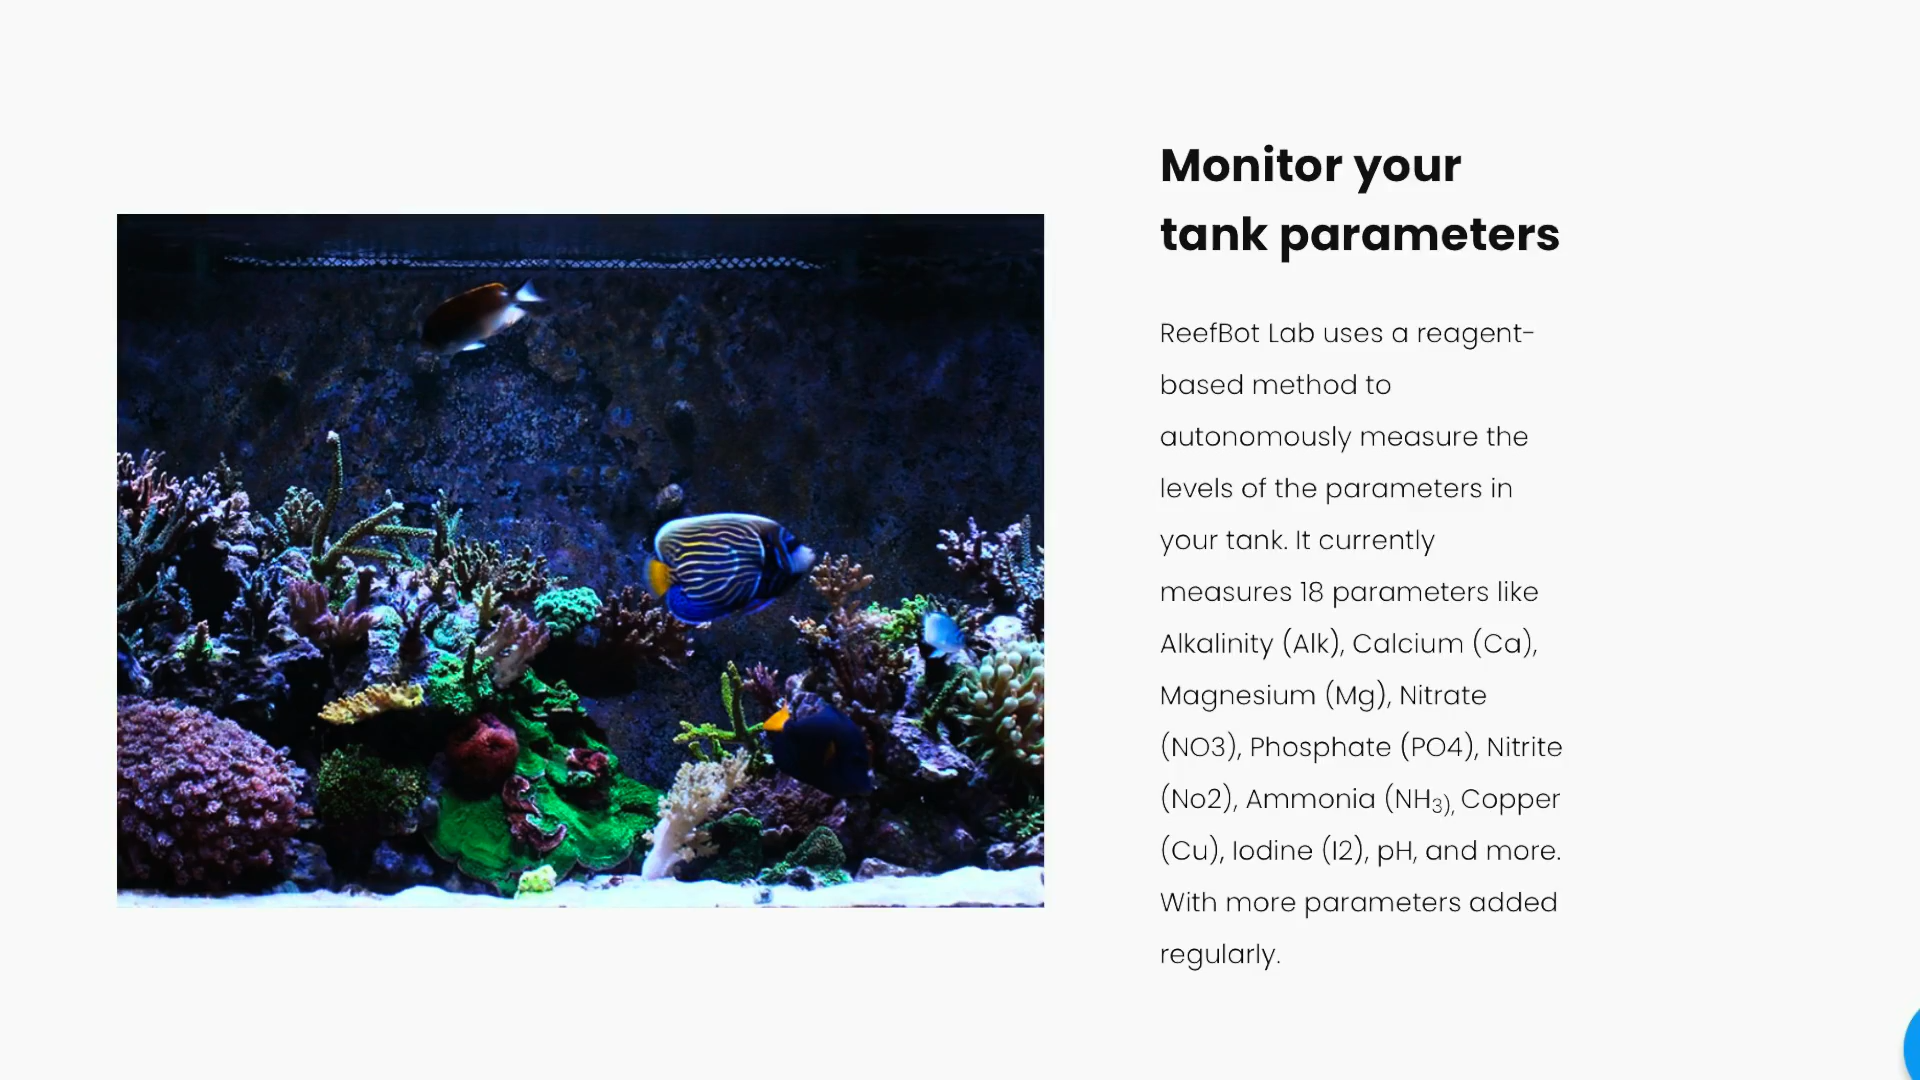 Monitor your
tank parameters
ReefBot Lab uses a reagent-
based method to
autonomously measure the
levels of the parameters in
your tank. It currently
measures 18 parameters like
Alkalinity (Alk), Calcium (Ca),
Magnesium (Mg), Nitrate
(NO3), Phosphate (PO4), Nitrite
(No2), Ammonia (NH₃₎, Copper
(Cu), Iodine (I2), pH, and more.
With more parameters added
regularly.